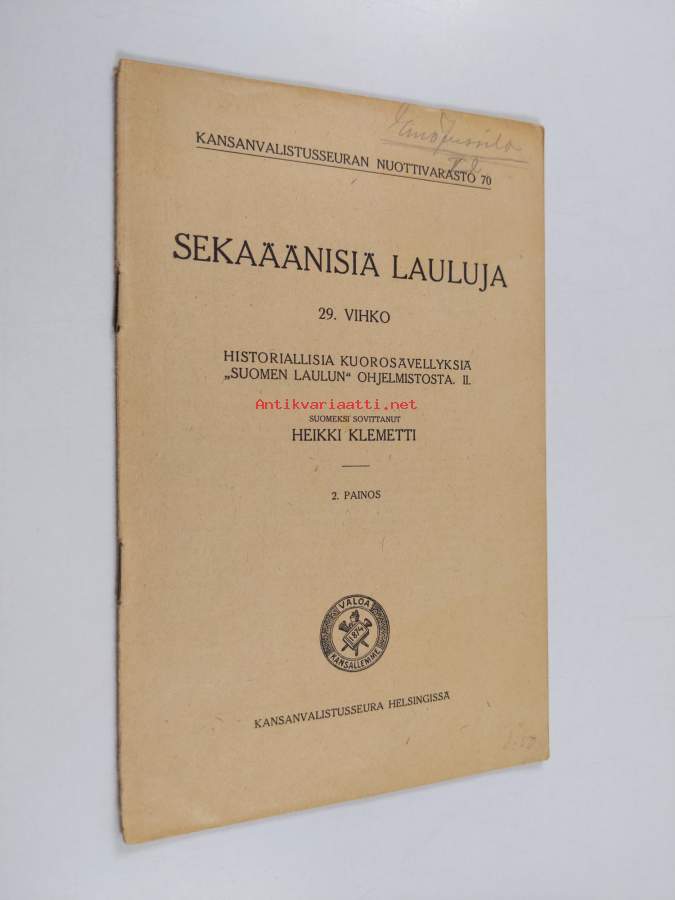 KANSANVALISTUSSEURAN NUOTTIVARASTO 70
SEKAÄÄNISIÄ LAULUJA
29. VIHKO
HISTORIALLISIA KUOROSÄVELLYKSIÄ
„SUOMEN LAULUN“ OHJELMISTOSTA. II.
Antikvariaatti.net
SUOMEKSI SOVITTANUT
HEIKKI KLEMETTI
2. PAINOS
VALOA
1874
KANSALLEMME
KANSANVALISTUSSEURA HELSINGISSÄ